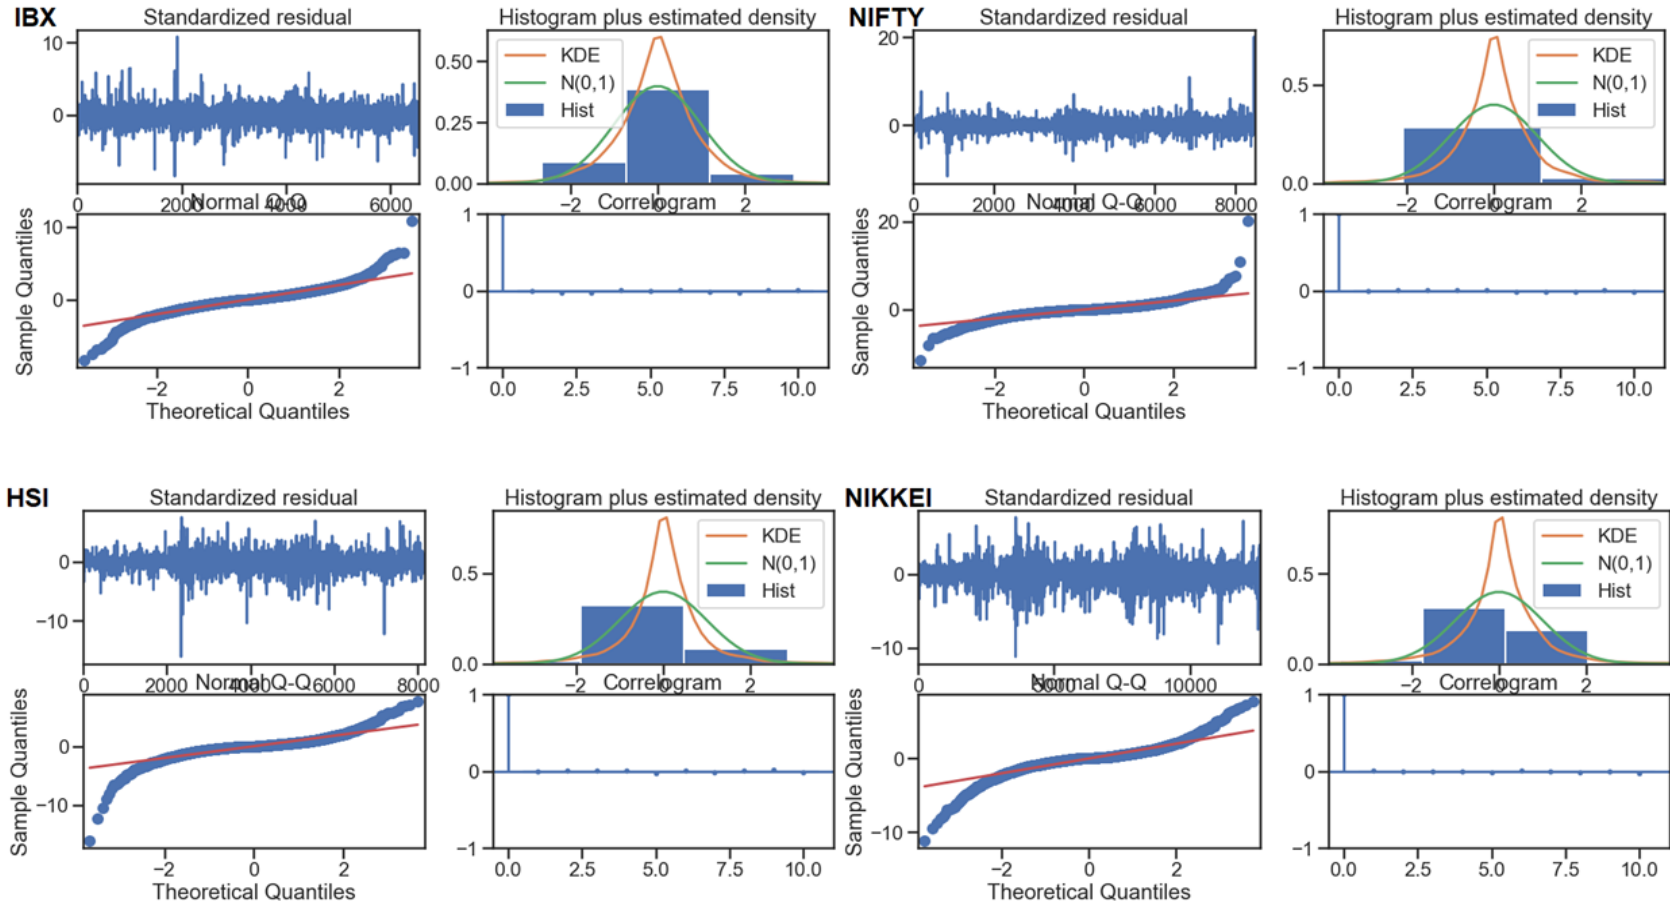 IBX
Standardized residual
10
0
0
2000
4000
6000
Histogram plus estimated density
0.50
0.25
0.00
KDE
N(0,1)
Hist
−2
0
2
Normal Q-Q
Sample Quantiles
10
0
−2
0
2
Theoretical Quantiles
Correlogram
1
0
−1
0.0
2.5
5.0
7.5
10.0
NIFTY
Standardized residual
20
0
0
2000
4000
6000
8000
Histogram plus estimated density
0.5
0.0
KDE
N(0,1)
Hist
−2
0
2
Normal Q-Q
Sample Quantiles
20
0
−2
0
2
Theoretical Quantiles
Correlogram
1
0
−1
0.0
2.5
5.0
7.5
10.0
HSI
Standardized residual
0
−10
0
2000
4000
6000
8000
Histogram plus estimated density
0.5
0.0
KDE
N(0,1)
Hist
−2
0
2
Normal Q-Q
Sample Quantiles
0
−10
−2
0
2
Theoretical Quantiles
Correlogram
1
0
−1
0.0
2.5
5.0
7.5
10.0
NIKKEI
Standardized residual
0
−10
0
5000
10000
Histogram plus estimated density
0.5
0.0
KDE
N(0,1)
Hist
−2
0
2
Normal Q-Q
Sample Quantiles
0
−10
−2
0
2
Theoretical Quantiles
Correlogram
1
0
−1
0.0
2.5
5.0
7.5
10.0